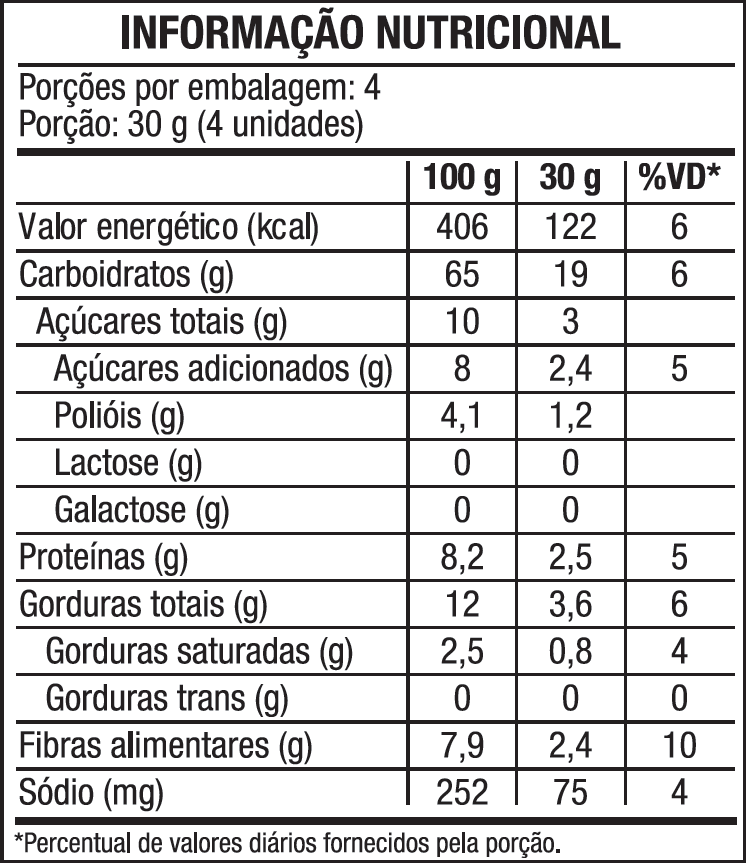 INFORMAÇÃO NUTRICIONAL
Porções por embalagem: 4
Porção: 30 g (4 unidades)
100 g 30 g %VD*
Valor energético (kcal) 406 122 6
Carboidratos (g) 65 19 6
Açúcares totais (g) 10 3
Açúcares adicionados (g) 8 2,4 5
Polióis (g) 4,1 1,2
Lactose (g) 0 0
Galactose (g) 0 0
Proteínas (g) 8,2 2,5 5
Gorduras totais (g) 12 3,6 6
Gorduras saturadas (g) 2,5 0,8 4
Gorduras trans (g) 0 0 0
Fibras alimentares (g) 7,9 2,4 10
Sódio (mg) 252 75 4
*Percentual de valores diários fornecidos pela porção.